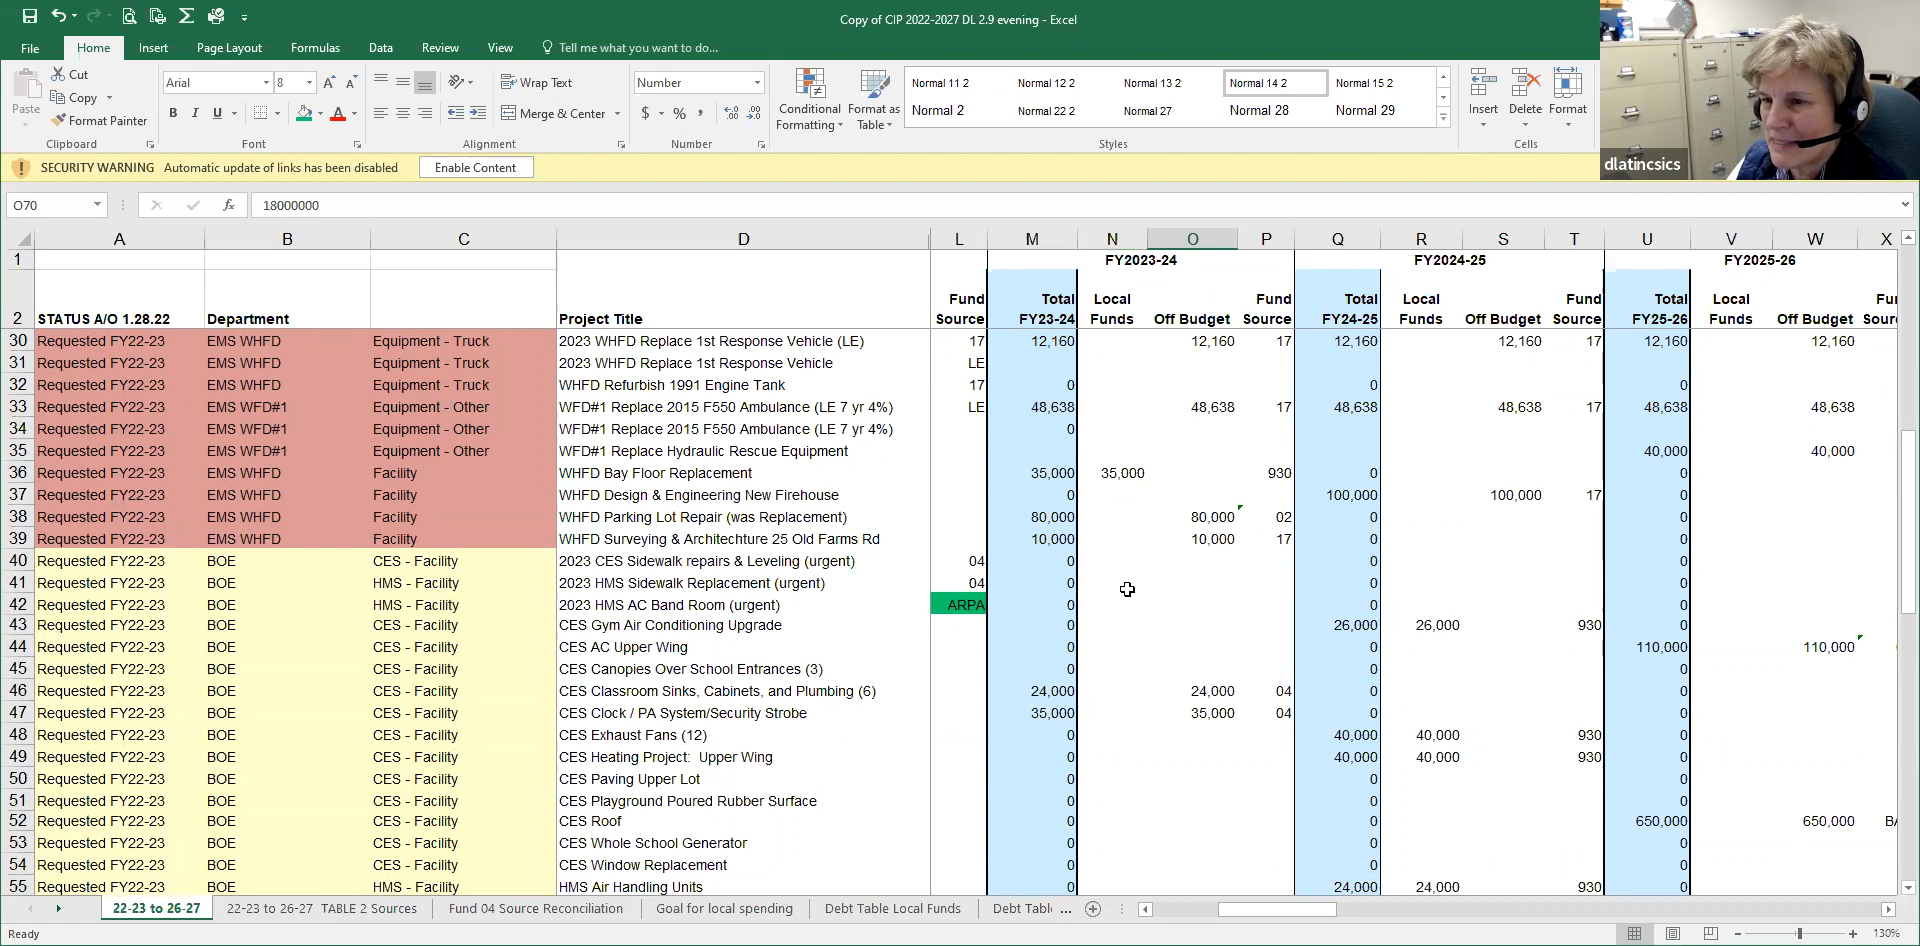 Copy of CIP 2022-2027 DL 2.9 evening - Excel
File Home Insert Page Layout Formulas Data Review View Tell me what you want to do...
Cut
Copy
Format Painter
Paste
Clipboard
Arial 8
B I U
Font
Wrap Text
Merge & Center
Alignment
Number
$ % ,
Number
Conditional Formatting
Format as Table
Normal 11 2 Normal 12 2 Normal 13 2 Normal 14 2 Normal 15 2
Normal 2 Normal 22 2 Normal 27 Normal 28 Normal 29
Styles
Insert Delete Format
Cells
dlatincsics
SECURITY WARNING Automatic update of links has been disabled Enable Content
O70 fx 18000000
A B C D L M N O P Q R S T U V W X
1 FY2023-24 FY2024-25 FY2025-26
Fund Total Local Fund Total Local Fund Total Local
2 STATUS A/O 1.28.22 Department Project Title Source FY23-24 Funds Off Budget Source FY24-25 Funds Off Budget Source FY25-26 Funds Off Budget
30 Requested FY22-23 EMS WHFD Equipment - Truck 2023 WHFD Replace 1st Response Vehicle (LE) 17 12,160 12,160 17 12,160 12,160 17 12,160 12,160
31 Requested FY22-23 EMS WHFD Equipment - Truck 2023 WHFD Replace 1st Response Vehicle LE
32 Requested FY22-23 EMS WHFD Equipment - Truck WHFD Refurbish 1991 Engine Tank 17 0 0 0
33 Requested FY22-23 EMS WFD#1 Equipment - Other WFD#1 Replace 2015 F550 Ambulance (LE 7 yr 4%) LE 48,638 48,638 17 48,638 48,638 17 48,638 48,638
34 Requested FY22-23 EMS WFD#1 Equipment - Other WFD#1 Replace 2015 F550 Ambulance (LE 7 yr 4%) 0
35 Requested FY22-23 EMS WFD#1 Equipment - Other WFD#1 Replace Hydraulic Rescue Equipment 40,000 40,000
36 Requested FY22-23 EMS WHFD Facility WHFD Bay Floor Replacement 35,000 35,000 930 0 0
37 Requested FY22-23 EMS WHFD Facility WHFD Design & Engineering New Firehouse 0 100,000 100,000 17 0
38 Requested FY22-23 EMS WHFD Facility WHFD Parking Lot Repair (was Replacement) 80,000 80,000 02 0 0
39 Requested FY22-23 EMS WHFD Facility WHFD Surveying & Architechture 25 Old Farms Rd 10,000 10,000 17 0 0
40 Requested FY22-23 BOE CES - Facility 2023 CES Sidewalk repairs & Leveling (urgent) 04 0 0 0
41 Requested FY22-23 BOE HMS - Facility 2023 HMS Sidewalk Replacement (urgent) 04 0 0 0
42 Requested FY22-23 BOE HMS - Facility 2023 HMS AC Band Room (urgent) ARPA 0 0 0
43 Requested FY22-23 BOE CES - Facility CES Gym Air Conditioning Upgrade 0 26,000 26,000 930 0
44 Requested FY22-23 BOE CES - Facility CES AC Upper Wing 0 0 110,000 110,000
45 Requested FY22-23 BOE CES - Facility CES Canopies Over School Entrances (3) 0 0 0
46 Requested FY22-23 BOE CES - Facility CES Classroom Sinks, Cabinets, and Plumbing (6) 24,000 24,000 04 0 0
47 Requested FY22-23 BOE CES - Facility CES Clock / PA System/Security Strobe 35,000 35,000 04 0 0
48 Requested FY22-23 BOE CES - Facility CES Exhaust Fans (12) 0 40,000 40,000 930 0
49 Requested FY22-23 BOE CES - Facility CES Heating Project: Upper Wing 0 40,000 40,000 930 0
50 Requested FY22-23 BOE CES - Facility CES Paving Upper Lot 0 0 0
51 Requested FY22-23 BOE CES - Facility CES Playground Poured Rubber Surface 0 0 0
52 Requested FY22-23 BOE CES - Facility CES Roof 0 0 650,000 650,000
53 Requested FY22-23 BOE CES - Facility CES Whole School Generator 0 0 0
54 Requested FY22-23 BOE CES - Facility CES Window Replacement 0 0 0
55 Requested FY22-23 BOE HMS - Facility HMS Air Handling Units 0 24,000 24,000 930 0
22-23 to 26-27 22-23 to 26-27 TABLE 2 Sources Fund 04 Source Reconciliation Goal for local spending Debt Table Local Funds Debt Tabl ...
Ready 130%